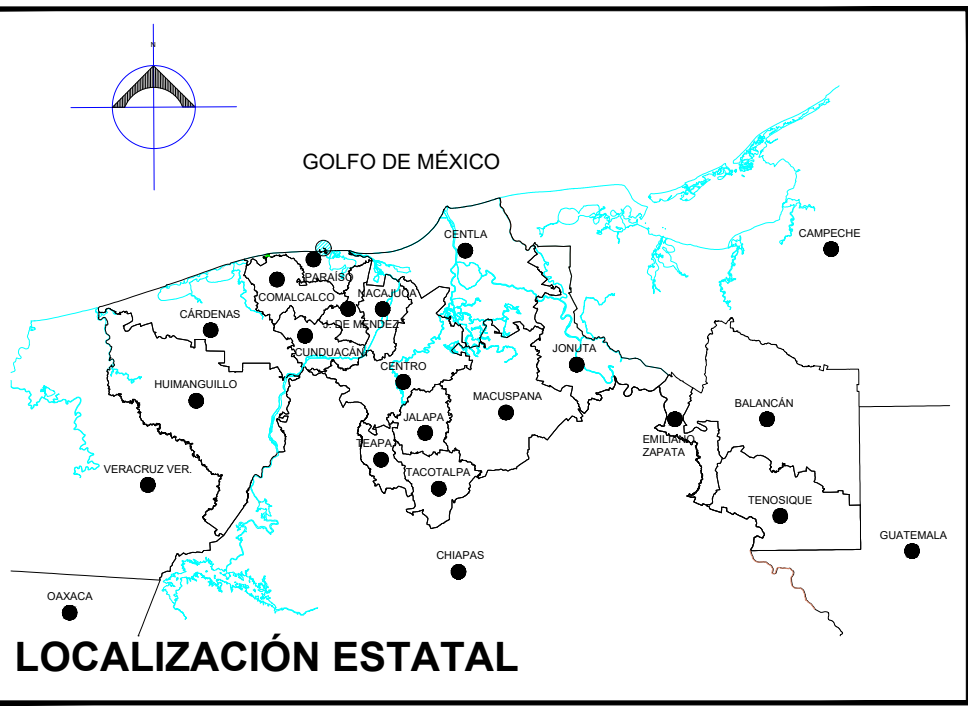 N
GOLFO DE MÉXICO
CENTLA
CAMPECHE
PARAÍSO
COMALCALCO
NACAJUCA
CÁRDENAS
J. DE MENDEZ
CUNDUACÁN
JONUTA
CENTRO
HUIMANGUILLO
MACUSPANA
BALANCÁN
JALAPA
TEAPA
EMILIANO
ZAPATA
VERACRUZ VER.
TACOTALPA
TENOSIQUE
GUATEMALA
CHIAPAS
OAXACA
LOCALIZACIÓN ESTATAL